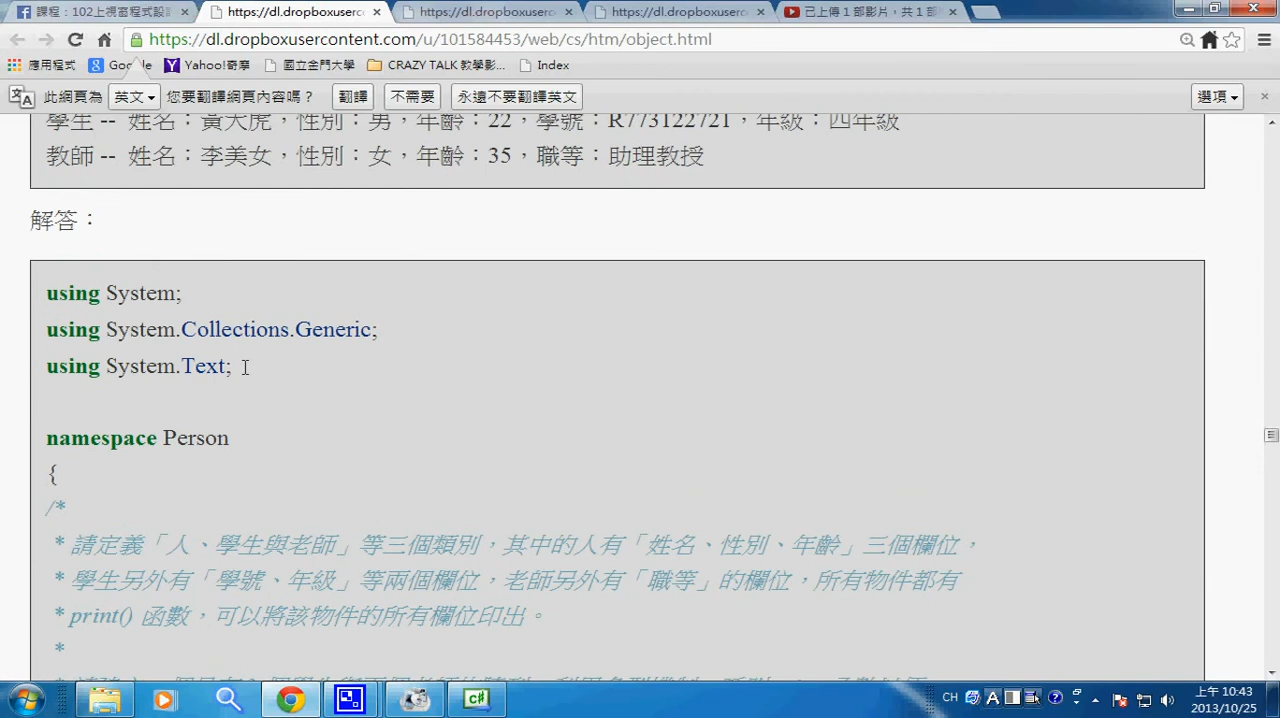 課程：102上視窗程式設
https://dl.dropboxuserc
https://dl.dropboxuserc
https://dl.dropboxuserc
已上傳 1 部影片，共 1 部
https://dl.dropboxusercontent.com/u/101584453/web/cs/htm/object.html
應用程式
Google
Yahoo!奇摩
國立金門大學
CRAZY TALK 教學影...
Index
此網頁為
英文
您要翻譯網頁內容嗎？
翻譯
不需要
永遠不要翻譯英文
選項
學生 -- 姓名：黃大虎，性別：男，年齡：22，學號：R773122721，年級：四年級
教師 -- 姓名：李美女，性別：女，年齡：35，職等：助理教授
解答：
using System;
using System.Collections.Generic;
using System.Text;
namespace Person
{
/*
* 請定義「人、學生與老師」等三個類別，其中的人有「姓名、性別、年齡」三個欄位，
* 學生另外有「學號、年級」等兩個欄位，老師另外有「職等」的欄位，所有物件都有
* print() 函數，可以將該物件的所有欄位印出。
*
CH
上午 10:43
2013/10/25